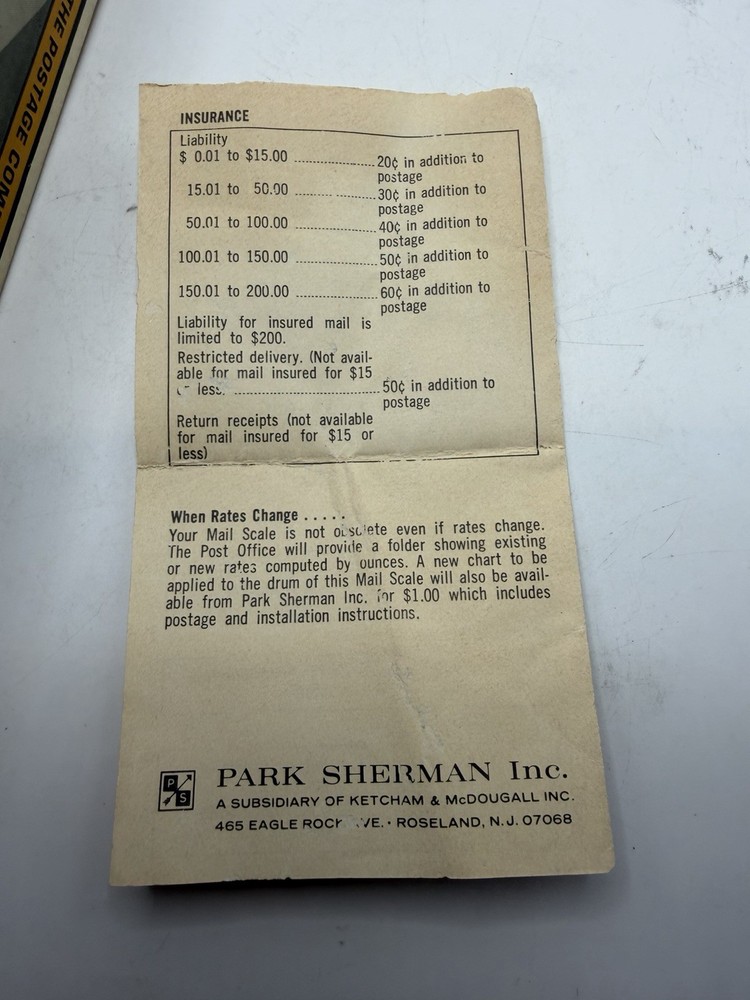 THE POSTAGE
INSURANCE
Liability
$ 0.01 to $15.00 .................... 20¢ in addition to
postage
15.01 to 50.00 .................... 30¢ in addition to
postage
50.01 to 100.00 .................... 40¢ in addition to
postage
100.01 to 150.00 .................... 50¢ in addition to
postage
150.01 to 200.00 .................... 60¢ in addition to
postage
Liability for insured mail is
limited to $200.
Restricted delivery. (Not avail-
able for mail insured for $15
or less. .................................. 50¢ in addition to
postage
Return receipts (not available
for mail insured for $15 or
less)
When Rates Change . . . . .
Your Mail Scale is not obsolete even if rates change.
The Post Office will provide a folder showing existing
or new rates computed by ounces. A new chart to be
applied to the drum of this Mail Scale will also be avail-
able from Park Sherman Inc. for $1.00 which includes
postage and installation instructions.
P
S
PARK SHERMAN Inc.
A SUBSIDIARY OF KETCHAM & McDOUGALL INC.
465 EAGLE ROCK AVE. • ROSELAND, N.J. 07068